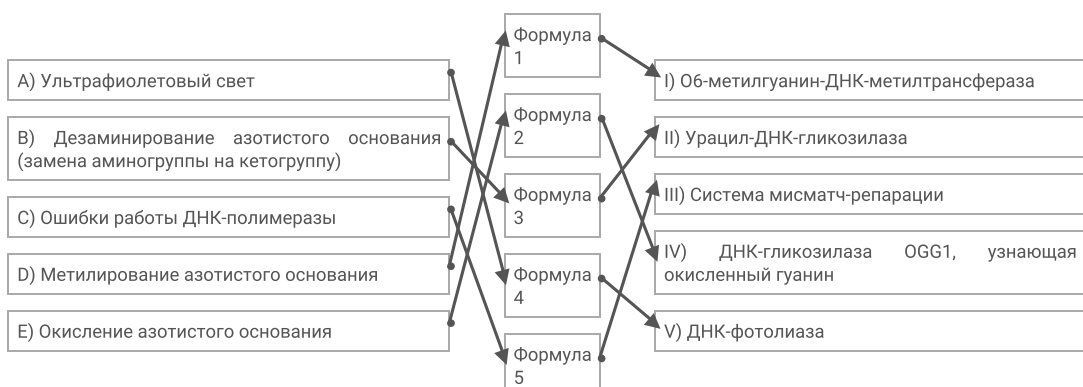 A) Ультрафиолетовый свет
B) Дезаминирование азотистого основания
(замена аминогруппы на кетогруппу)
C) Ошибки работы ДНК-полимеразы
D) Метилирование азотистого основания
E) Окисление азотистого основания
Формула
1
Формула
2
Формула
3
Формула
4
Формула
5
I) O6-метилгуанин-ДНК-метилтрансфераза
II) Урацил-ДНК-гликозилаза
III) Система мисматч-репарации
IV) ДНК-гликозилаза OGG1, узнающая
окисленный гуанин
V) ДНК-фотолиаза